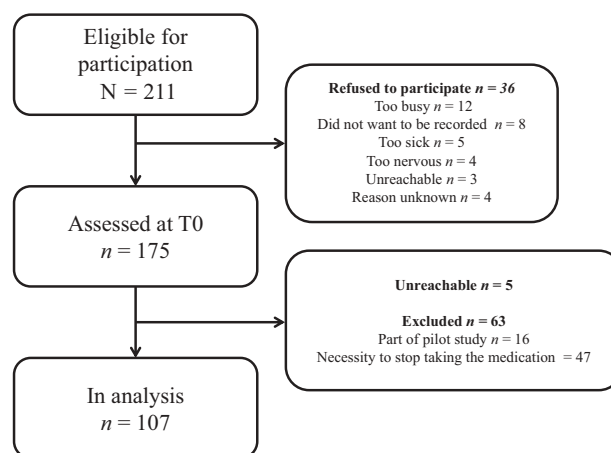 Eligible for
participation
N = 211
Refused to participate n = 36
Too busy n = 12
Did not want to be recorded n = 8
Too sick n = 5
Too nervous n = 4
Unreachable n = 3
Reason unknown n = 4
Assessed at T0
n = 175
Unreachable n = 5
Excluded n = 63
Part of pilot study n = 16
Necessity to stop taking the medication = 47
In analysis
n = 107